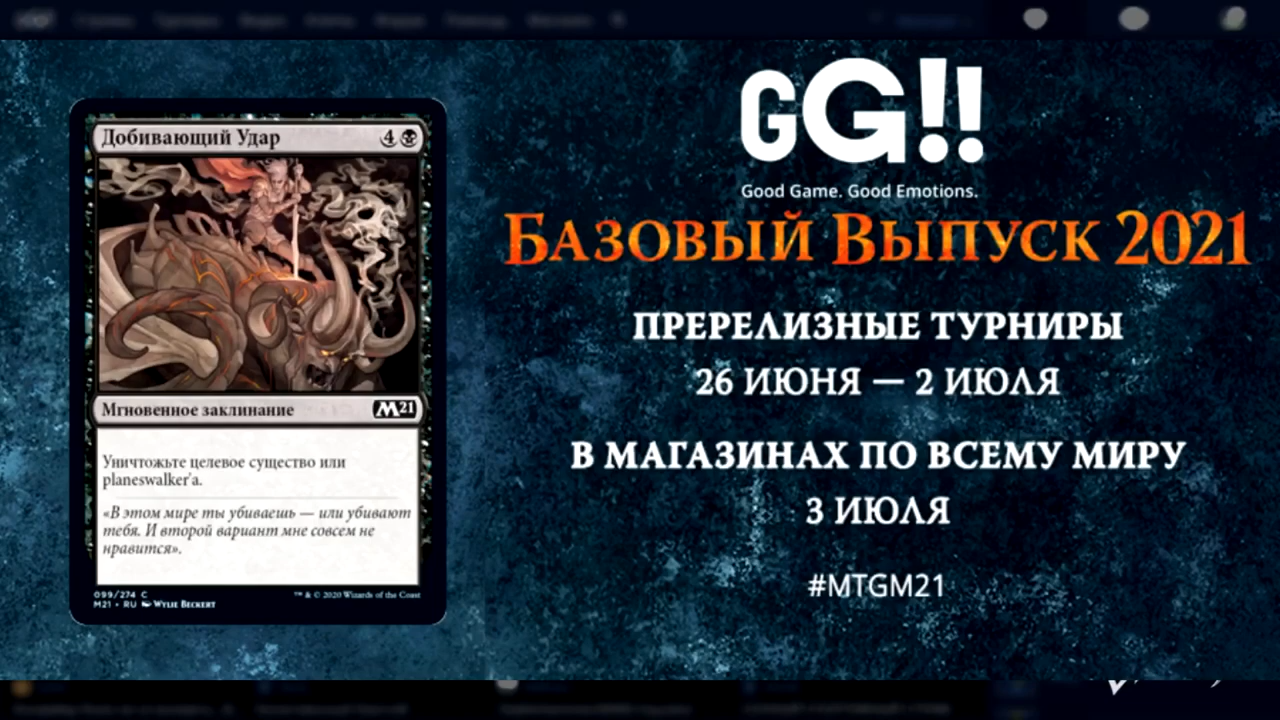 Добивающий Удар 4
Мгновенное заклинание M21
Уничтожьте целевое существо или
planeswalker'а.
«В этом мире ты убиваешь — или убивают
тебя. И второй вариант мне совсем не
нравится».
099/274 C
M21 • RU Wylie Beckert
™ & © 2020 Wizards of the Coast
GG!!
Good Game. Good Emotions.
Базовый Выпуск 2021
ПРЕРЕЛИЗНЫЕ ТУРНИРЫ
26 ИЮНЯ — 2 ИЮЛЯ
В МАГАЗИНАХ ПО ВСЕМУ МИРУ
3 ИЮЛЯ
#MTGM21